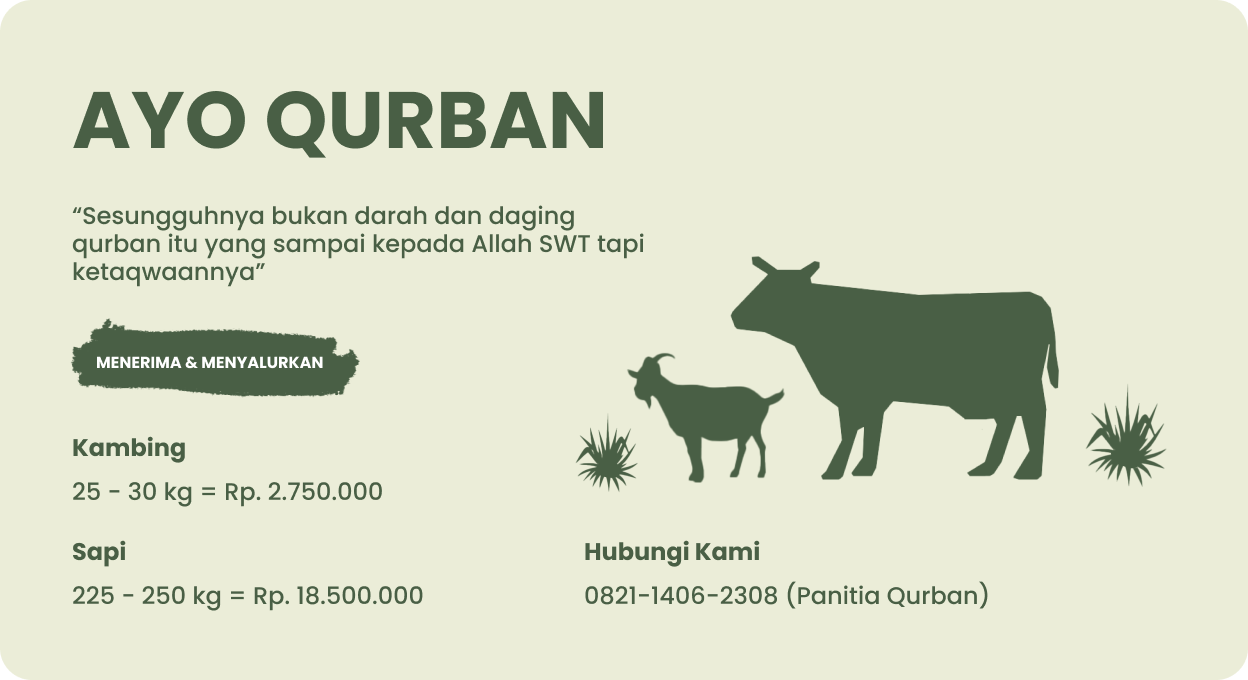 AYO QURBAN
“Sesungguhnya bukan darah dan daging
qurban itu yang sampai kepada Allah SWT tapi
ketaqwaannya”
MENERIMA & MENYALURKAN
Kambing
25 - 30 kg = Rp. 2.750.000
Sapi
225 - 250 kg = Rp. 18.500.000
Hubungi Kami
0821-1406-2308 (Panitia Qurban)